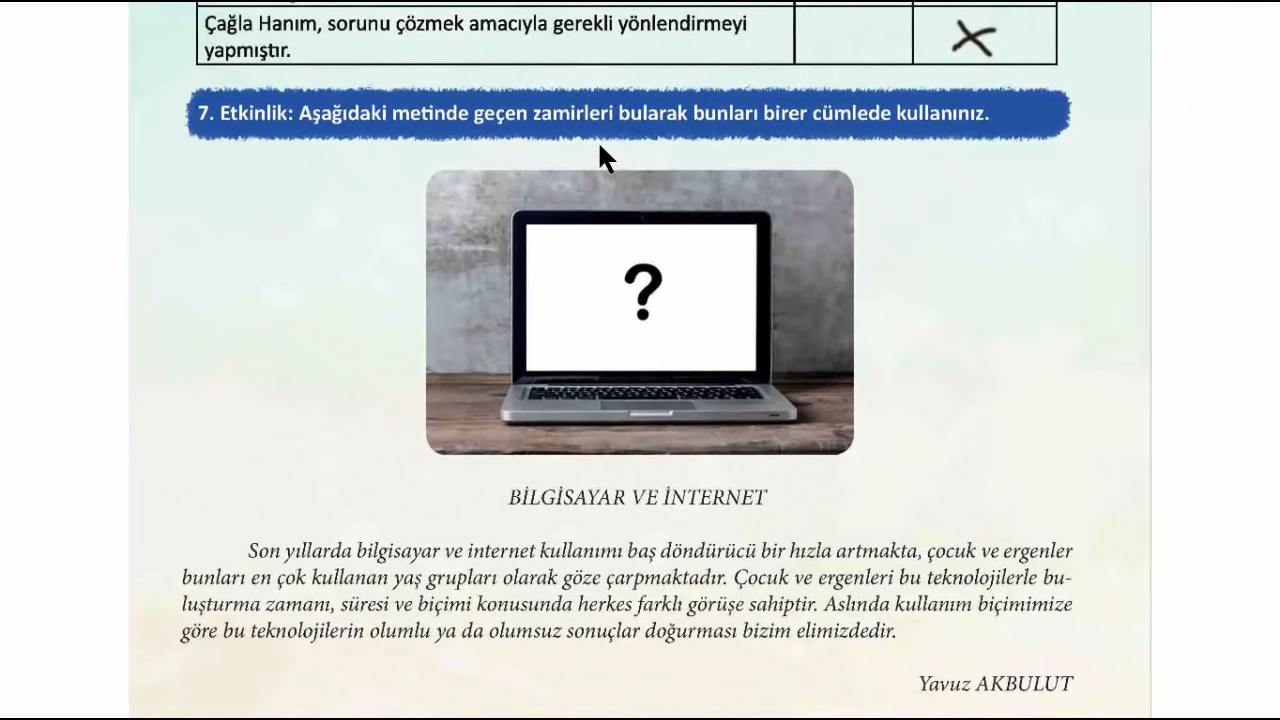 Çağla Hanım, sorunu çözmek amacıyla gerekli yönlendirmeyi
yapmıştır.
7. Etkinlik: Aşağıdaki metinde geçen zamirleri bularak bunları birer cümlede kullanınız.
?
BİLGİSAYAR VE İNTERNET
Son yıllarda bilgisayar ve internet kullanımı baş döndürücü bir hızla artmakta, çocuk ve ergenler
bunları en çok kullanan yaş grupları olarak göze çarpmaktadır. Çocuk ve ergenleri bu teknolojilerle bu-
luşturma zamanı, süresi ve biçimi konusunda herkes farklı görüşe sahiptir. Aslında kullanım biçimimize
göre bu teknolojilerin olumlu ya da olumsuz sonuçlar doğurması bizim elimizdedir.
Yavuz AKBULUT